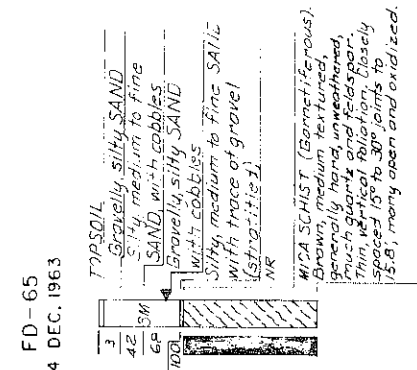 FD-65
4 DEC. 1963
TOPSOIL
Gravelly, silty SAND
Silty, medium to fine
SAND, with cobbles
Gravelly, silty SAND
with cobbles
Silty, medium to fine SAND
with trace of gravel
(stratified)
NR
MICA SCHIST (Garnetiferous).
Brown, medium textured,
generally hard, unweathered,
much quartz and feldspar.
Thin, vertical foliation. Closely
spaced 15° to 30° joints to
15.8', many open and oxidized.
3
42
68
100
SM